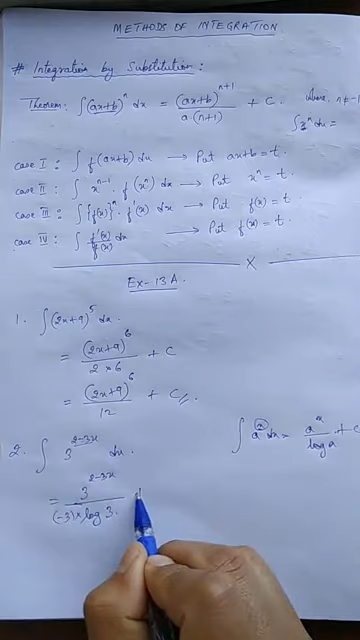 METHODS OF INTEGRATION
# Integration by Substitution :
Theorem : ∫(ax+b)^n dx = (ax+b)^(n+1) / a·(n+1) + C. where n≠-1
∫x^n dx =
Case I : ∫ f(ax+b) dx → Put ax+b = t.
Case II : ∫ x^(n-1) · f(x^n) dx → Put x^n = t.
Case III : ∫ {f(x)}^n · f'(x) dx → Put f(x) = t
Case IV : ∫ f'(x)/f(x) dx → Put f(x) = t.
X
Ex-13A.
1. ∫(2x+9)^5 dx.
= (2x+9)^6 / 2×6 + C
= (2x+9)^6 / 12 + C //.
2. ∫ 3^(2-3x) dx.
∫ a^x dx = a^x / log a + C
= 3^(2-3x) / (-3)× log 3.